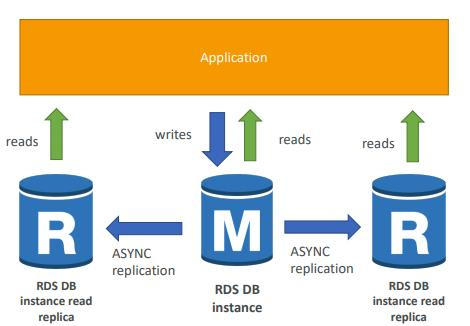 Application
reads
writes
reads
reads
R
M
R
ASYNC
replication
ASYNC
replication
RDS DB
instance read
replica
RDS DB
instance
RDS DB
instance read
replica